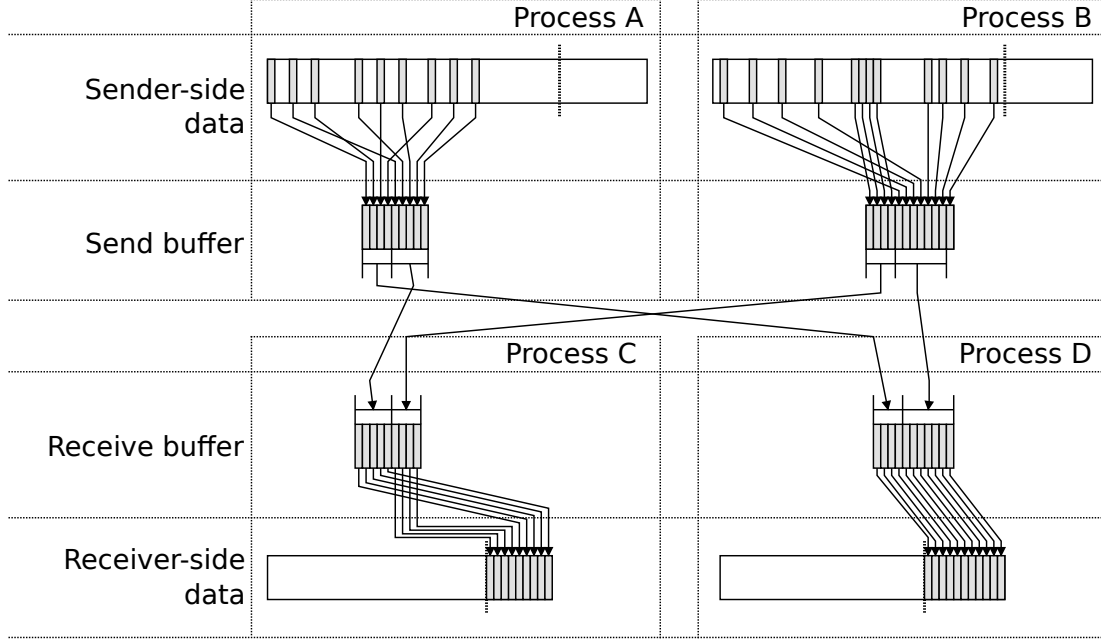 Process A
Process B
Sender-side
data
Send buffer
Process C
Process D
Receive buffer
Receiver-side
data